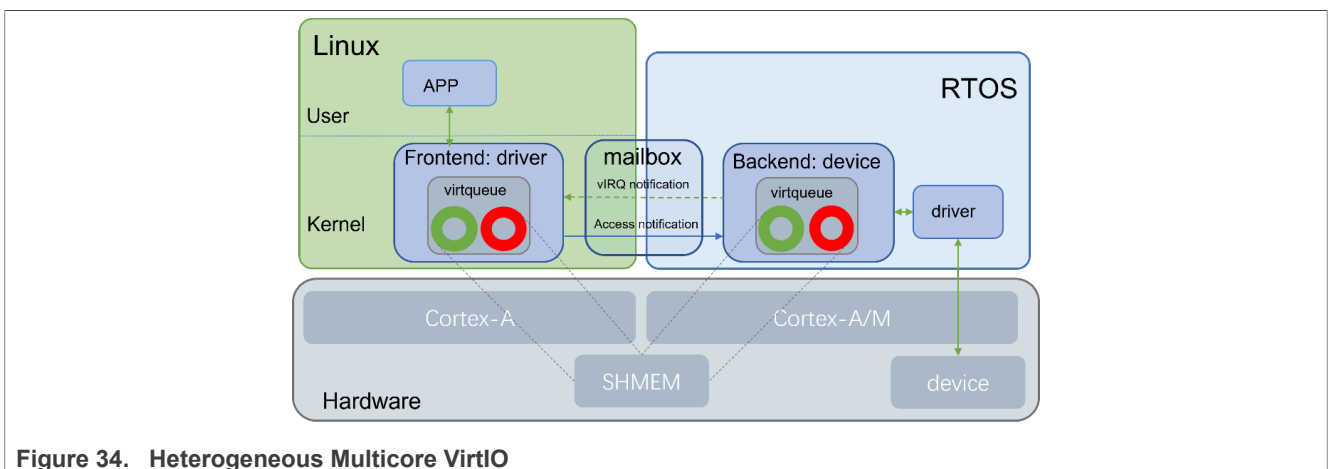 Linux
APP
User
RTOS
Frontend: driver
mailbox
Backend: device
virtqueue
vIRQ notification
virtqueue
Kernel
Access notification
driver
Cortex-A
Cortex-A/M
SHMEM
device
Hardware
Figure 34. Heterogeneous Multicore VirtIO